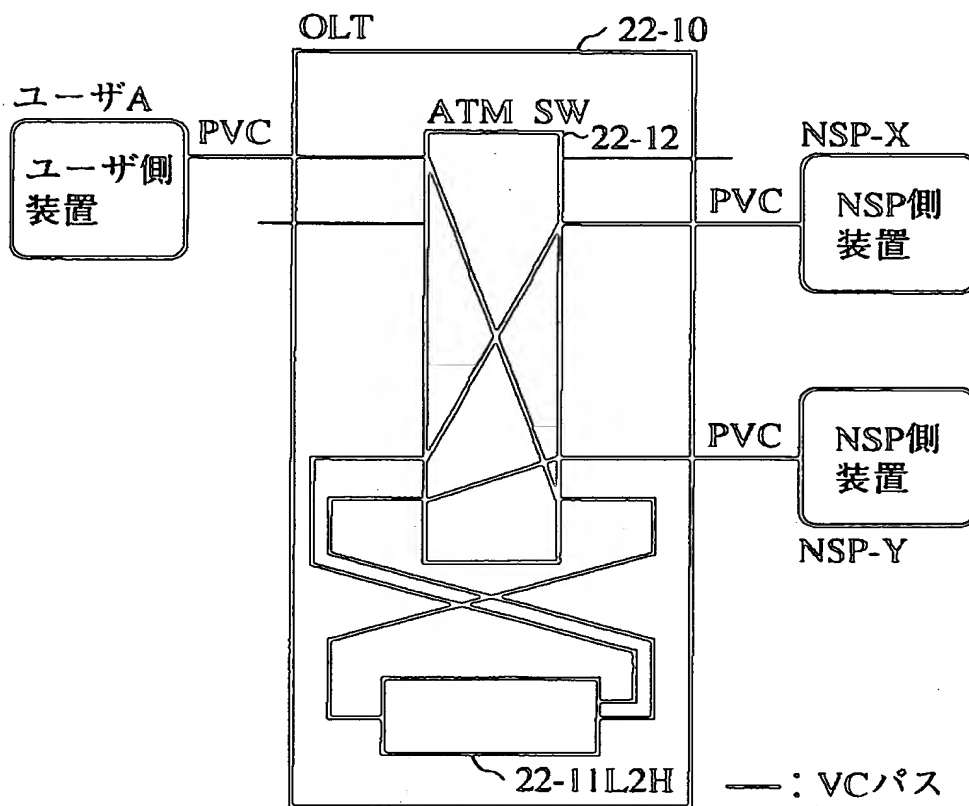 OLT
22-10
ユーザA
ユーザ側
装置
PVC
ATM SW
22-12
NSP-X
NSP側
装置
PVC
PVC
NSP側
装置
NSP-Y
22-11L2H
—：VCパス